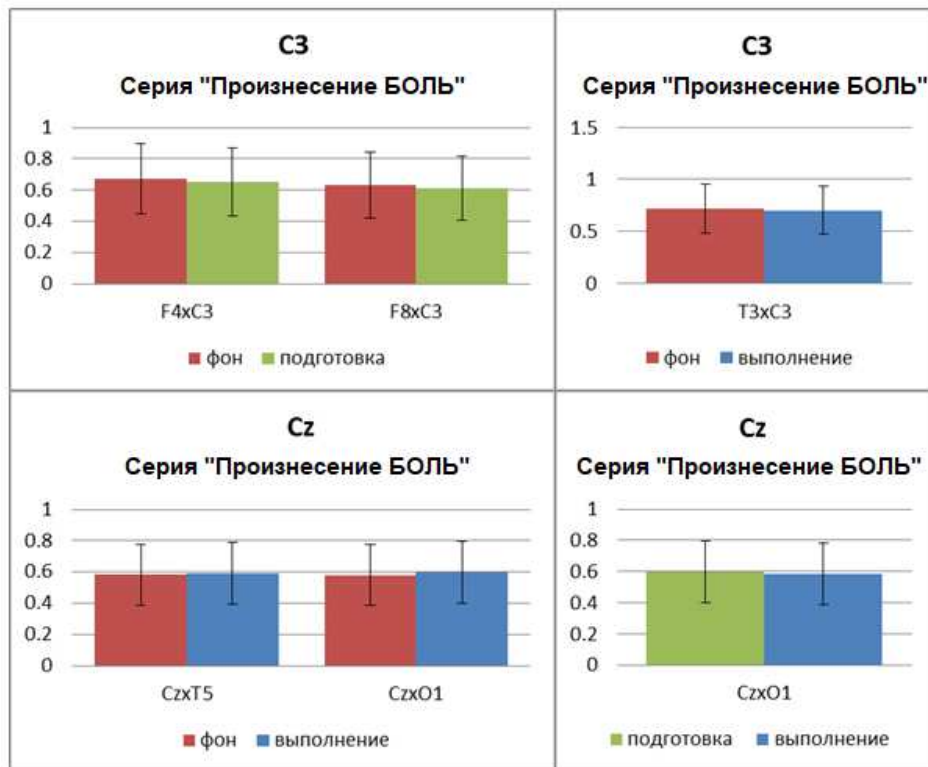 С3
Серия "Произнесение БОЛЬ"
1
0.8
0.6
0.4
0.2
0
F4xC3
F8xC3
фон
подготовка
С3
Серия "Произнесение БОЛЬ"
1.5
1
0.5
0
T3xC3
фон
выполнение
Cz
Серия "Произнесение БОЛЬ"
1
0.8
0.6
0.4
0.2
0
CzxT5
CzxO1
фон
выполнение
Cz
Серия "Произнесение БОЛЬ"
1
0.8
0.6
0.4
0.2
0
CzxO1
подготовка
выполнение